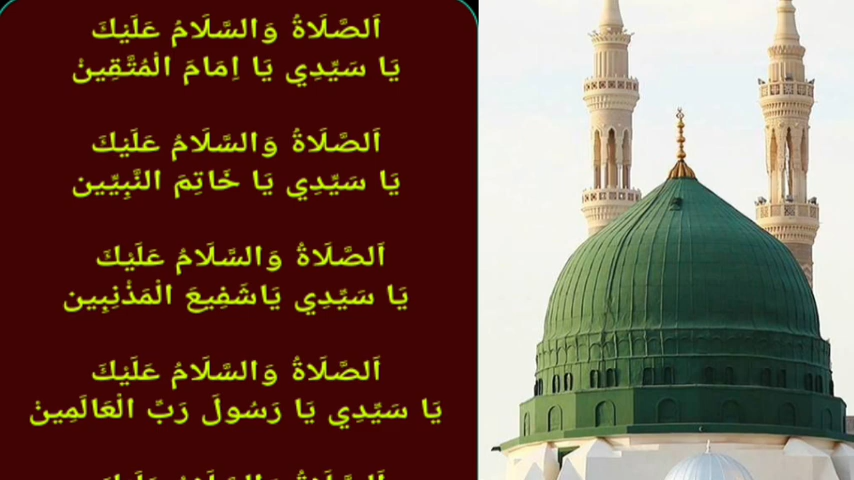 اَلصَّلَاةُ وَالسَّلَامُ عَلَيْكَ
يَا سَيِّدِي يَا اِمَامَ الْمُتَّقِينْ
اَلصَّلَاةُ وَالسَّلَامُ عَلَيْكَ
يَا سَيِّدِي يَا خَاتِمَ النَّبِيِّين
اَلصَّلَاةُ وَالسَّلَامُ عَلَيْكَ
يَا سَيِّدِي يَاشَفِيعَ الْمَذْنِبِين
اَلصَّلَاةُ وَالسَّلَامُ عَلَيْكَ
يَا سَيِّدِي يَا رَسُولَ رَبِّ الْعَالَمِينْ